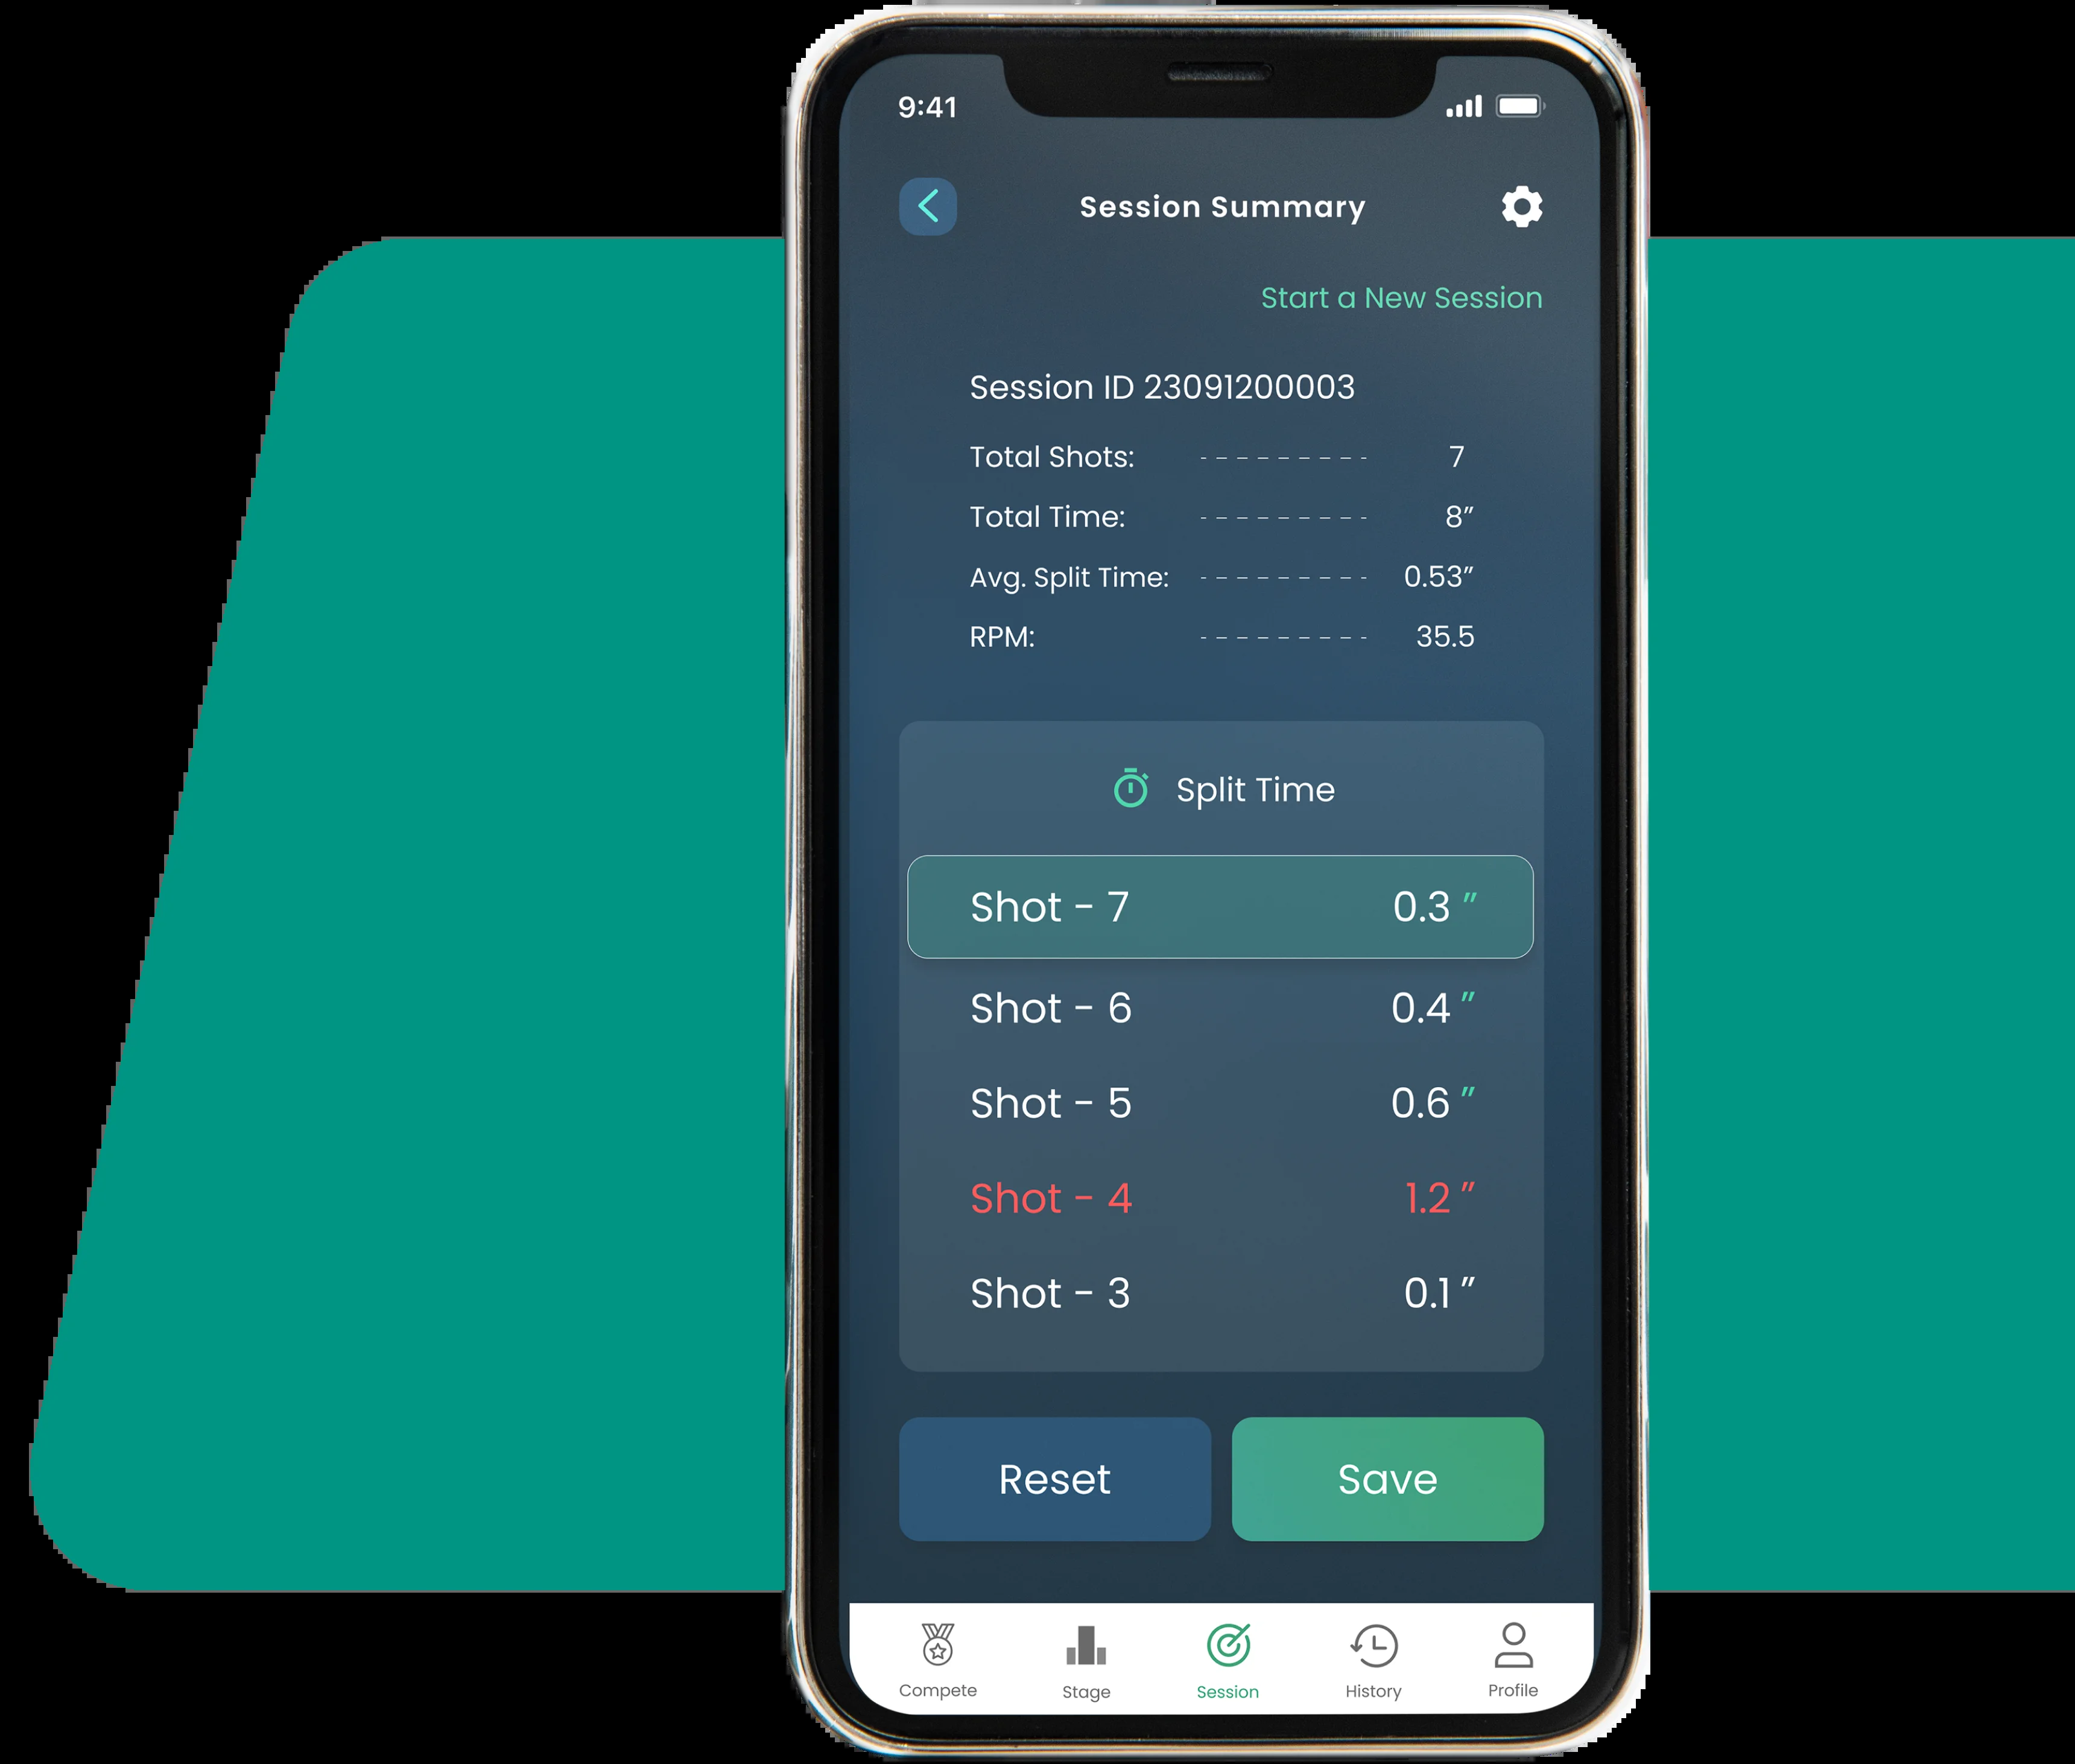 9:41
Session Summary
Start a New Session
Session ID 23091200003
Total Shots: - - - - - - - - - 7
Total Time: - - - - - - - - - 8”
Avg. Split Time: - - - - - - - - - 0.53”
RPM: - - - - - - - - - 35.5
Split Time
Shot - 7 0.3 ”
Shot - 6 0.4 ”
Shot - 5 0.6 ”
Shot - 4 1.2 ”
Shot - 3 0.1 ”
Reset Save
Compete Stage Session History Profile